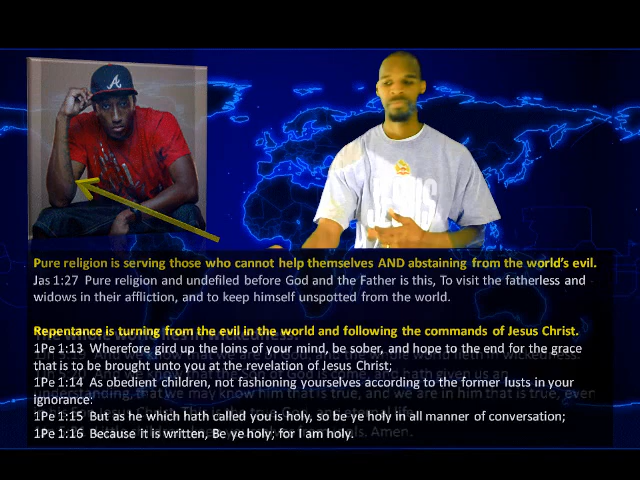 A
JESUS
Pure religion is serving those who cannot help themselves AND abstaining from the world's evil.
Jas 1:27 Pure religion and undefiled before God and the Father is this, To visit the fatherless and
widows in their affliction, and to keep himself unspotted from the world.
Repentance is turning from the evil in the world and following the commands of Jesus Christ.
1Pe 1:13 Wherefore gird up the loins of your mind, be sober, and hope to the end for the grace
that is to be brought unto you at the revelation of Jesus Christ;
1Pe 1:14 As obedient children, not fashioning yourselves according to the former lusts in your
ignorance:
1Pe 1:15 But as he which hath called you is holy, so be ye holy in all manner of conversation;
1Pe 1:16 Because it is written, Be ye holy; for I am holy.